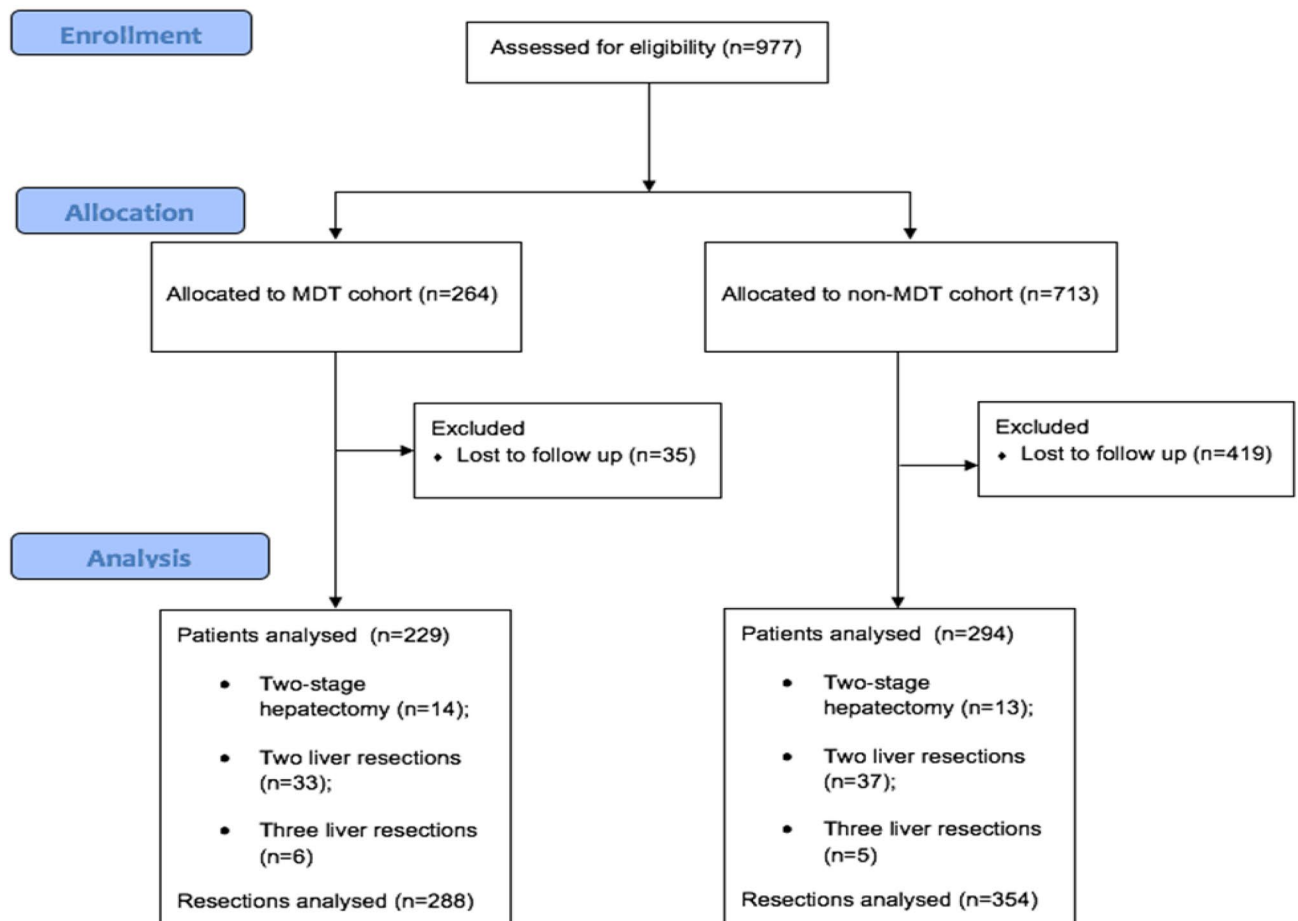 Enrollment
Assessed for eligibility (n=977)
Allocation
Allocated to MDT cohort (n=264)
Allocated to non-MDT cohort (n=713)
Excluded
⬥ Lost to follow up (n=35)
Excluded
⬥ Lost to follow up (n=419)
Analysis
Patients analysed (n=229)
• Two-stage
hepatectomy (n=14);
• Two liver resections
(n=33);
• Three liver resections
(n=6)
Resections analysed (n=288)
Patients analysed (n=294)
• Two-stage
hepatectomy (n=13);
• Two liver resections
(n=37);
• Three liver resections
(n=5)
Resections analysed (n=354)